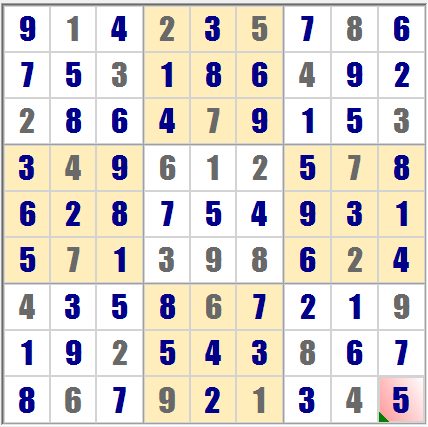 9 1 4 2 3 5 7 8 6
7 5 3 1 8 6 4 9 2
2 8 6 4 7 9 1 5 3
3 4 9 6 1 2 5 7 8
6 2 8 7 5 4 9 3 1
5 7 1 3 9 8 6 2 4
4 3 5 8 6 7 2 1 9
1 9 2 5 4 3 8 6 7
8 6 7 9 2 1 3 4 5